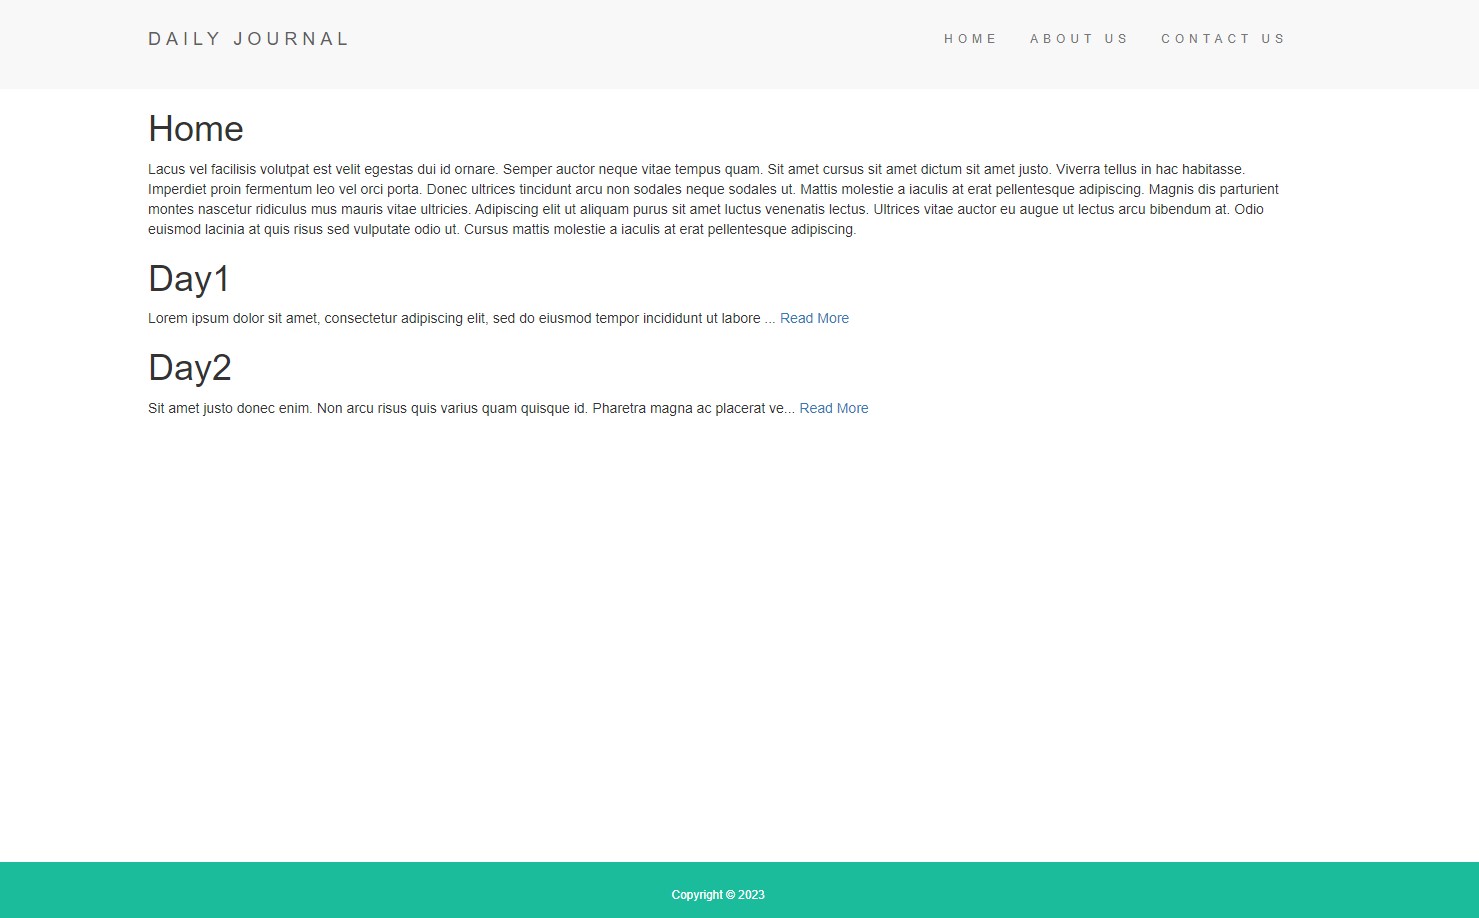 DAILY JOURNAL
HOME ABOUT US CONTACT US
Home
Lacus vel facilisis volutpat est velit egestas dui id ornare. Semper auctor neque vitae tempus quam. Sit amet cursus sit amet dictum sit amet justo. Viverra tellus in hac habitasse.
Imperdiet proin fermentum leo vel orci porta. Donec ultrices tincidunt arcu non sodales neque sodales ut. Mattis molestie a iaculis at erat pellentesque adipiscing. Magnis dis parturient
montes nascetur ridiculus mus mauris vitae ultricies. Adipiscing elit ut aliquam purus sit amet luctus venenatis lectus. Ultrices vitae auctor eu augue ut lectus arcu bibendum at. Odio
euismod lacinia at quis risus sed vulputate odio ut. Cursus mattis molestie a iaculis at erat pellentesque adipiscing.
Day1
Lorem ipsum dolor sit amet, consectetur adipiscing elit, sed do eiusmod tempor incididunt ut labore ... Read More
Day2
Sit amet justo donec enim. Non arcu risus quis varius quam quisque id. Pharetra magna ac placerat ve... Read More
Copyright © 2023